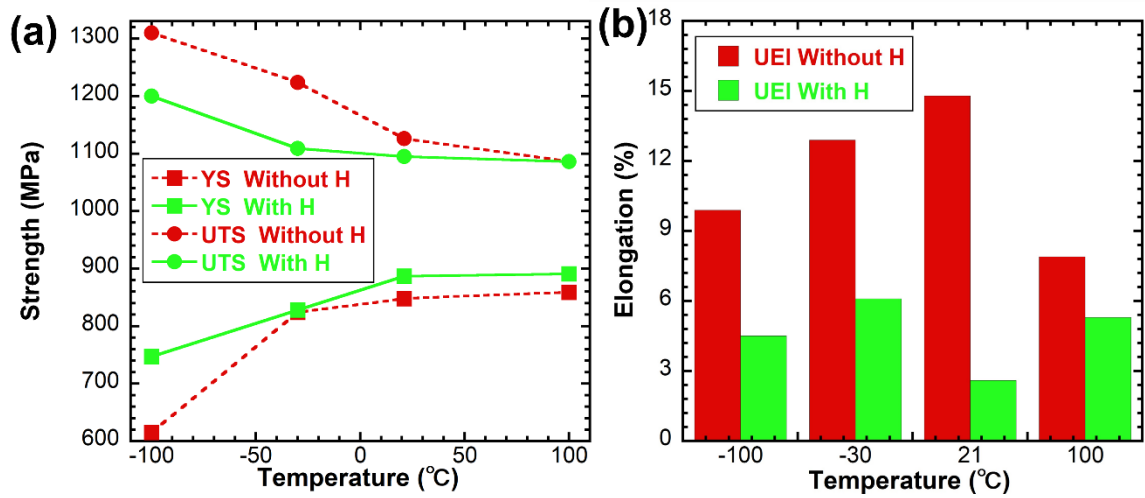 (a)
1300
1200
1100
1000
900
800
700
600
Strength (MPa)
YS Without H
YS With H
UTS Without H
UTS With H
-100
-50
0
50
100
Temperature (℃)
(b)
18
15
12
9
6
3
0
Elongation (%)
UEI Without H
UEI With H
-100
-30
21
100
Temperature (℃)